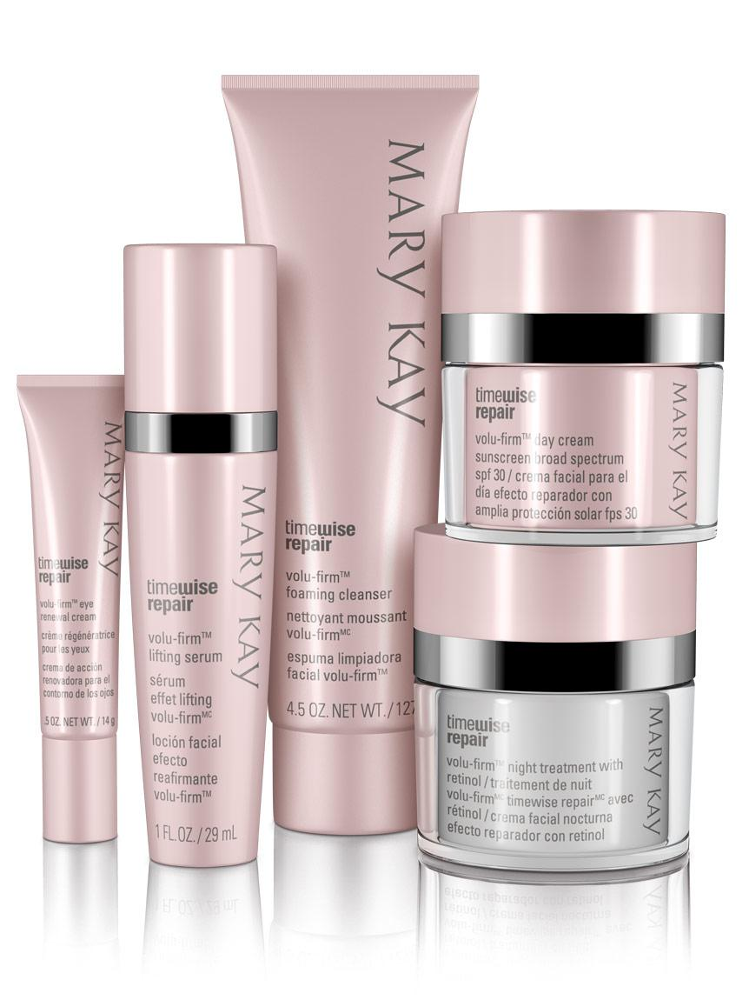 MARY KAY
timewise
repair
volu-firm™ eye
renewal cream
crème régénératrice
pour les yeux
crema de acción
renovadora para el
contorno de los ojos
.5 OZ. NET WT. / 14 g
MARY KAY
timewise
repair
volu-firm™
lifting serum
sérum
effet lifting
volu-firmMC
loción facial
efecto
reafirmante
volu-firm™
1 FL. OZ. / 29 mL
MARY KAY
timewise
repair
volu-firm™
foaming cleanser
nettoyant moussant
volu-firmMC
espuma limpiadora
facial volu-firm™
4.5 OZ. NET WT. / 127
MARY KAY
timewise
repair
volu-firm™ day cream
sunscreen broad spectrum
spf 30 / crema facial para el
día efecto reparador con
amplia protección solar fps 30
MARY KAY
timewise
repair
volu-firm™ night treatment with
retinol / traitement de nuit
volu-firmMC timewise repairMC avec
rétinol / crema facial nocturna
efecto reparador con retinol